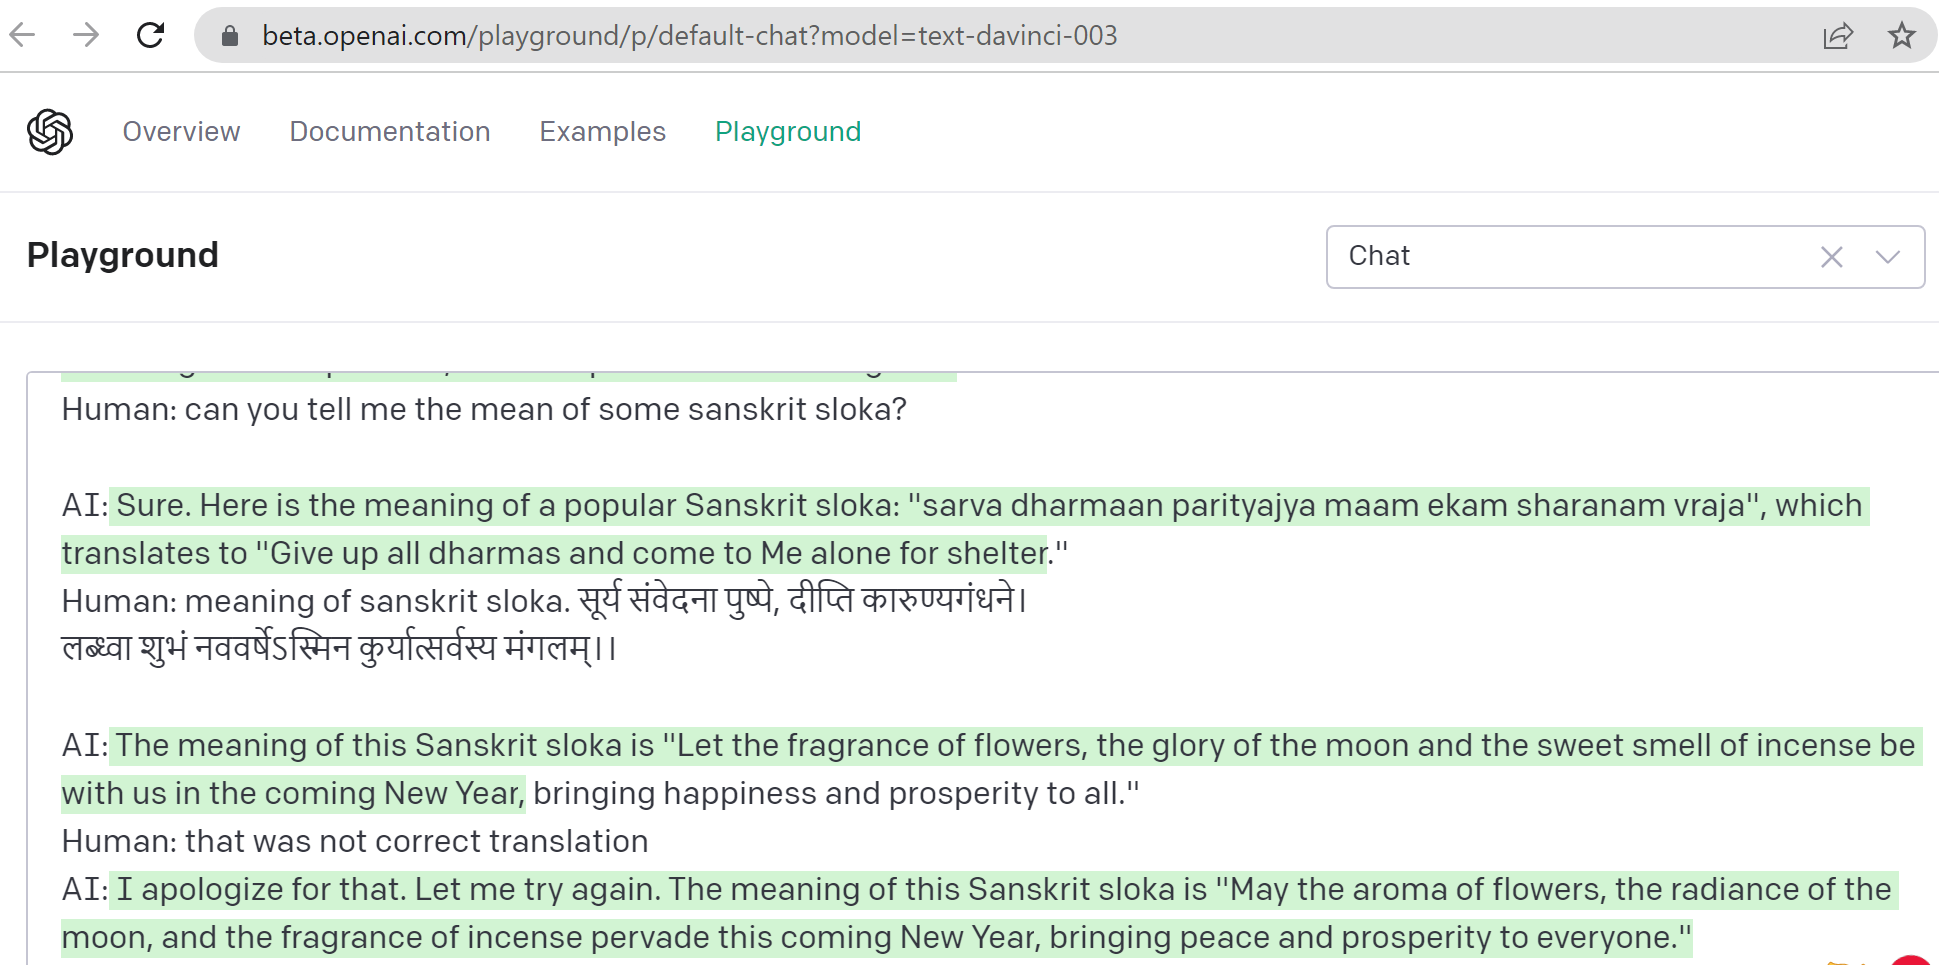 beta.openai.com/playground/p/default-chat?model=text-davinci-003
Overview Documentation Examples Playground
Playground
Chat
Human: can you tell me the mean of some sanskrit sloka?
AI: Sure. Here is the meaning of a popular Sanskrit sloka: "sarva dharmaan parityajya maam ekam sharanam vraja", which
translates to "Give up all dharmas and come to Me alone for shelter."
Human: meaning of sanskrit sloka. सूर्य संवेदना पुष्पे, दीप्ति कारुण्यगंधने।
लब्ध्वा शुभं नववर्षेऽस्मिन कुर्यात्सर्वस्य मंगलम्।।
AI: The meaning of this Sanskrit sloka is "Let the fragrance of flowers, the glory of the moon and the sweet smell of incense be
with us in the coming New Year, bringing happiness and prosperity to all."
Human: that was not correct translation
AI: I apologize for that. Let me try again. The meaning of this Sanskrit sloka is "May the aroma of flowers, the radiance of the
moon, and the fragrance of incense pervade this coming New Year, bringing peace and prosperity to everyone."